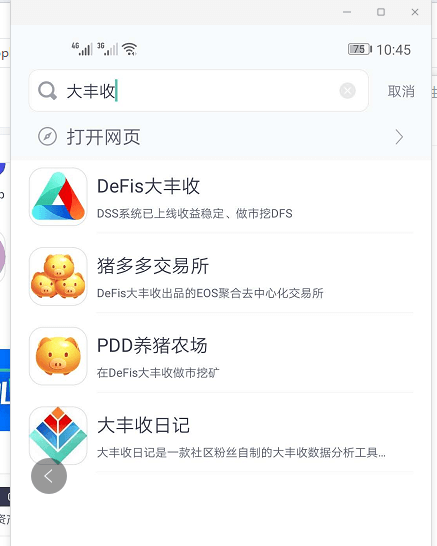 4G 3G 75 10:45
大丰收 取消
打开网页
DeFis大丰收
DSS系统已上线收益稳定、做市挖DFS
猪多多交易所
DeFis大丰收出品的EOS聚合去中心化交易所
PDD养猪农场
在DeFis大丰收做市挖矿
大丰收日记
大丰收日记是一款社区粉丝自制的大丰收数据分析工具...